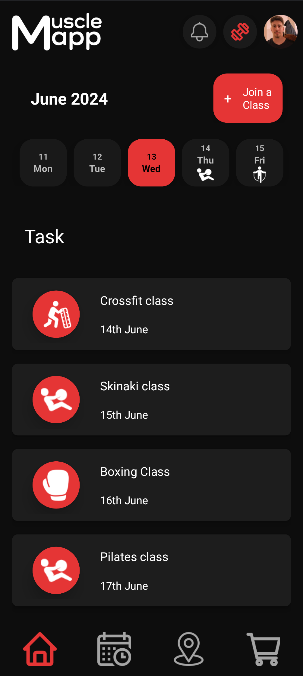 Muscle
Mapp
June 2024
+ Join a
Class
11
Mon
12
Tue
13
Wed
14
Thu
15
Fri
Task
Crossfit class
14th June
Skinaki class
15th June
Boxing Class
16th June
Pilates class
17th June